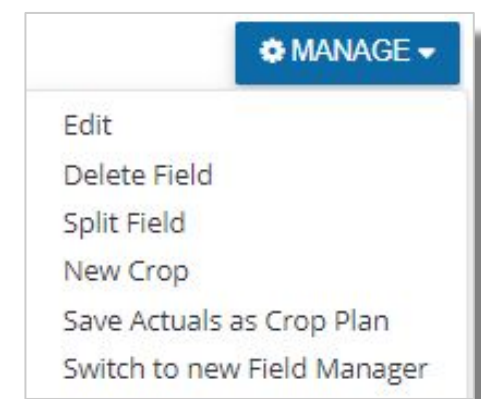 MANAGE
Edit
Delete Field
Split Field
New Crop
Save Actuals as Crop Plan
Switch to new Field Manager